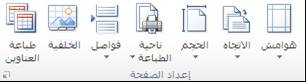 هوامش
الاتجاه
الحجم
ناحية الطباعة
فواصل
الخلفية
طباعة العناوين
إعداد الصفحة